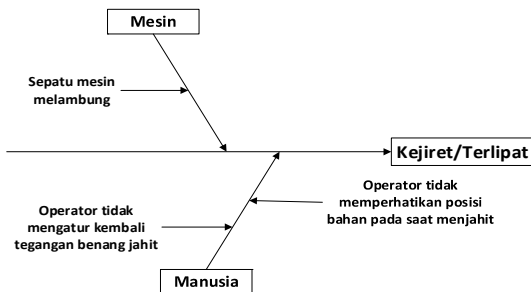 Mesin
Sepatu mesin
melambung
Kejiret/Terlipat
Operator tidak
memperhatikan posisi
bahan pada saat menjahit
Operator tidak
mengatur kembali
tegangan benang jahit
Manusia